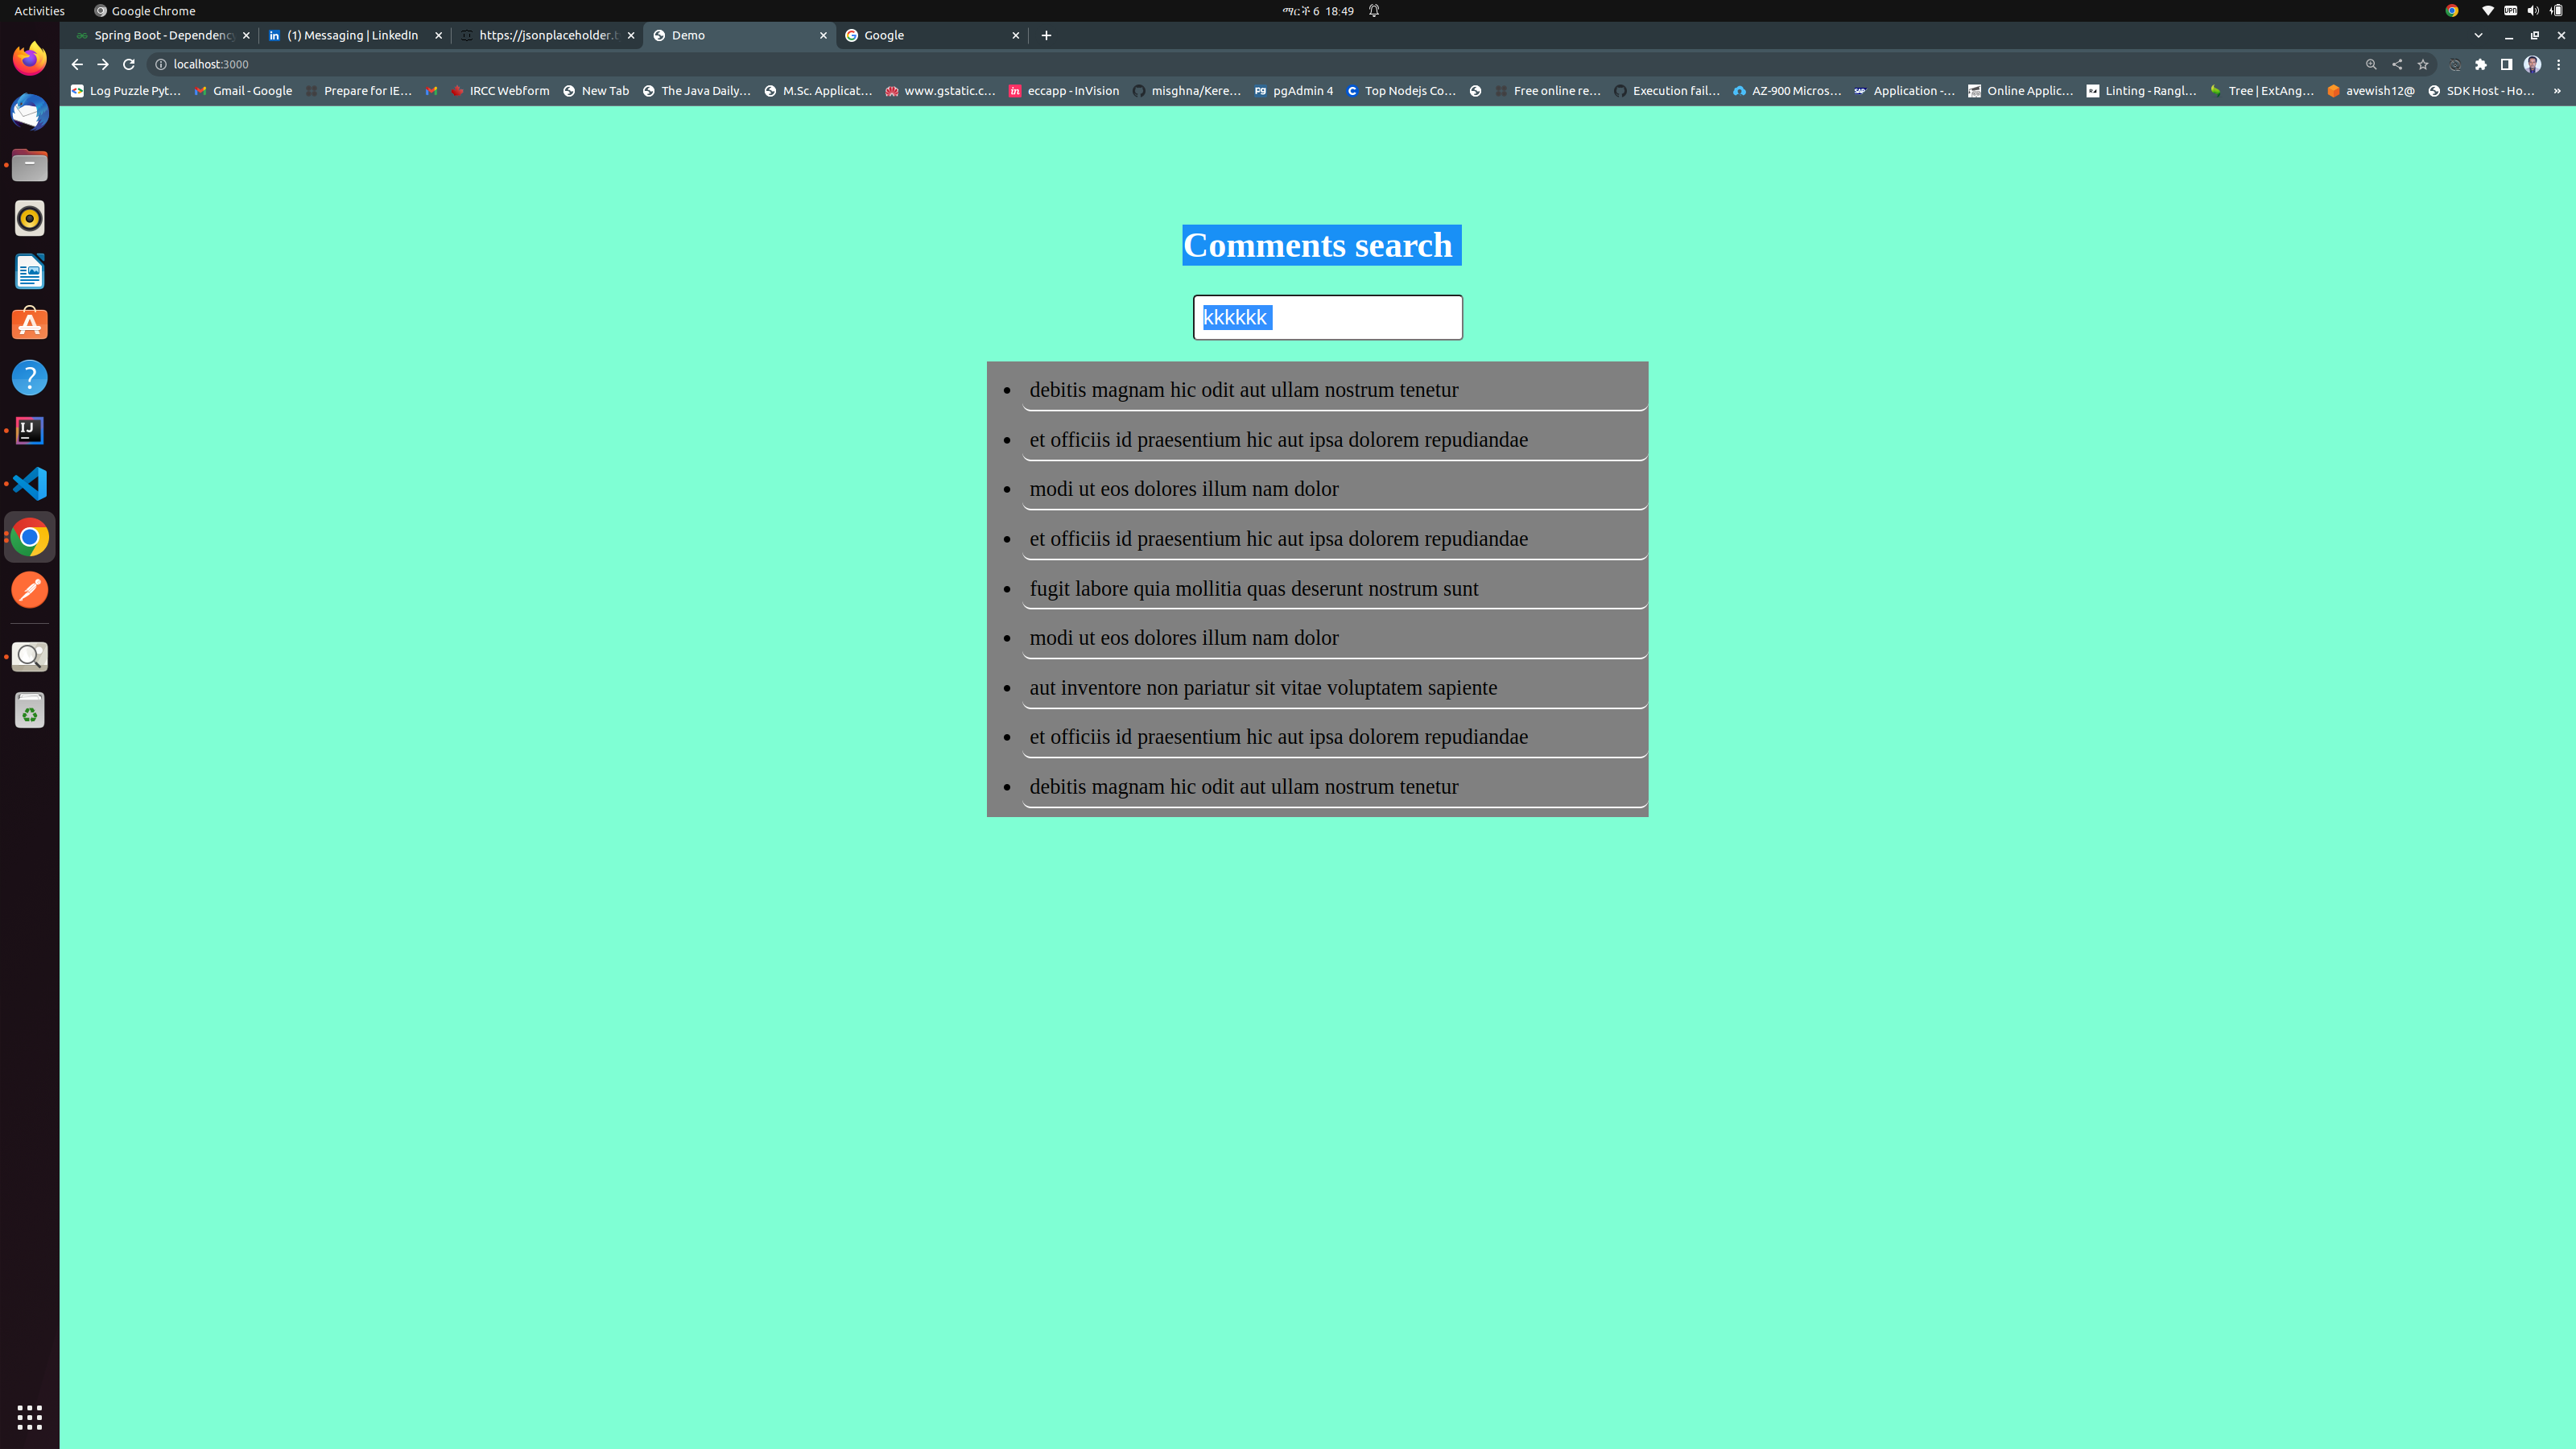 Activities Google Chrome ማርች 6 18:49
Spring Boot - Dependency (1) Messaging | LinkedIn https://jsonplaceholder.t Demo Google
localhost:3000
Log Puzzle Pyt… Gmail - Google Prepare for IE… IRCC Webform New Tab The Java Daily… M.Sc. Applicat… www.gstatic.c… eccapp - InVision misghna/Kere… pgAdmin 4 Top Nodejs Co… Free online re… Execution fail… AZ-900 Micros… Application -… Online Applic… Linting - Rangl… Tree | ExtAng… avewish12@ SDK Host - Ho… »
Comments search
kkkkkk
• debitis magnam hic odit aut ullam nostrum tenetur
• et officiis id praesentium hic aut ipsa dolorem repudiandae
• modi ut eos dolores illum nam dolor
• et officiis id praesentium hic aut ipsa dolorem repudiandae
• fugit labore quia mollitia quas deserunt nostrum sunt
• modi ut eos dolores illum nam dolor
• aut inventore non pariatur sit vitae voluptatem sapiente
• et officiis id praesentium hic aut ipsa dolorem repudiandae
• debitis magnam hic odit aut ullam nostrum tenetur